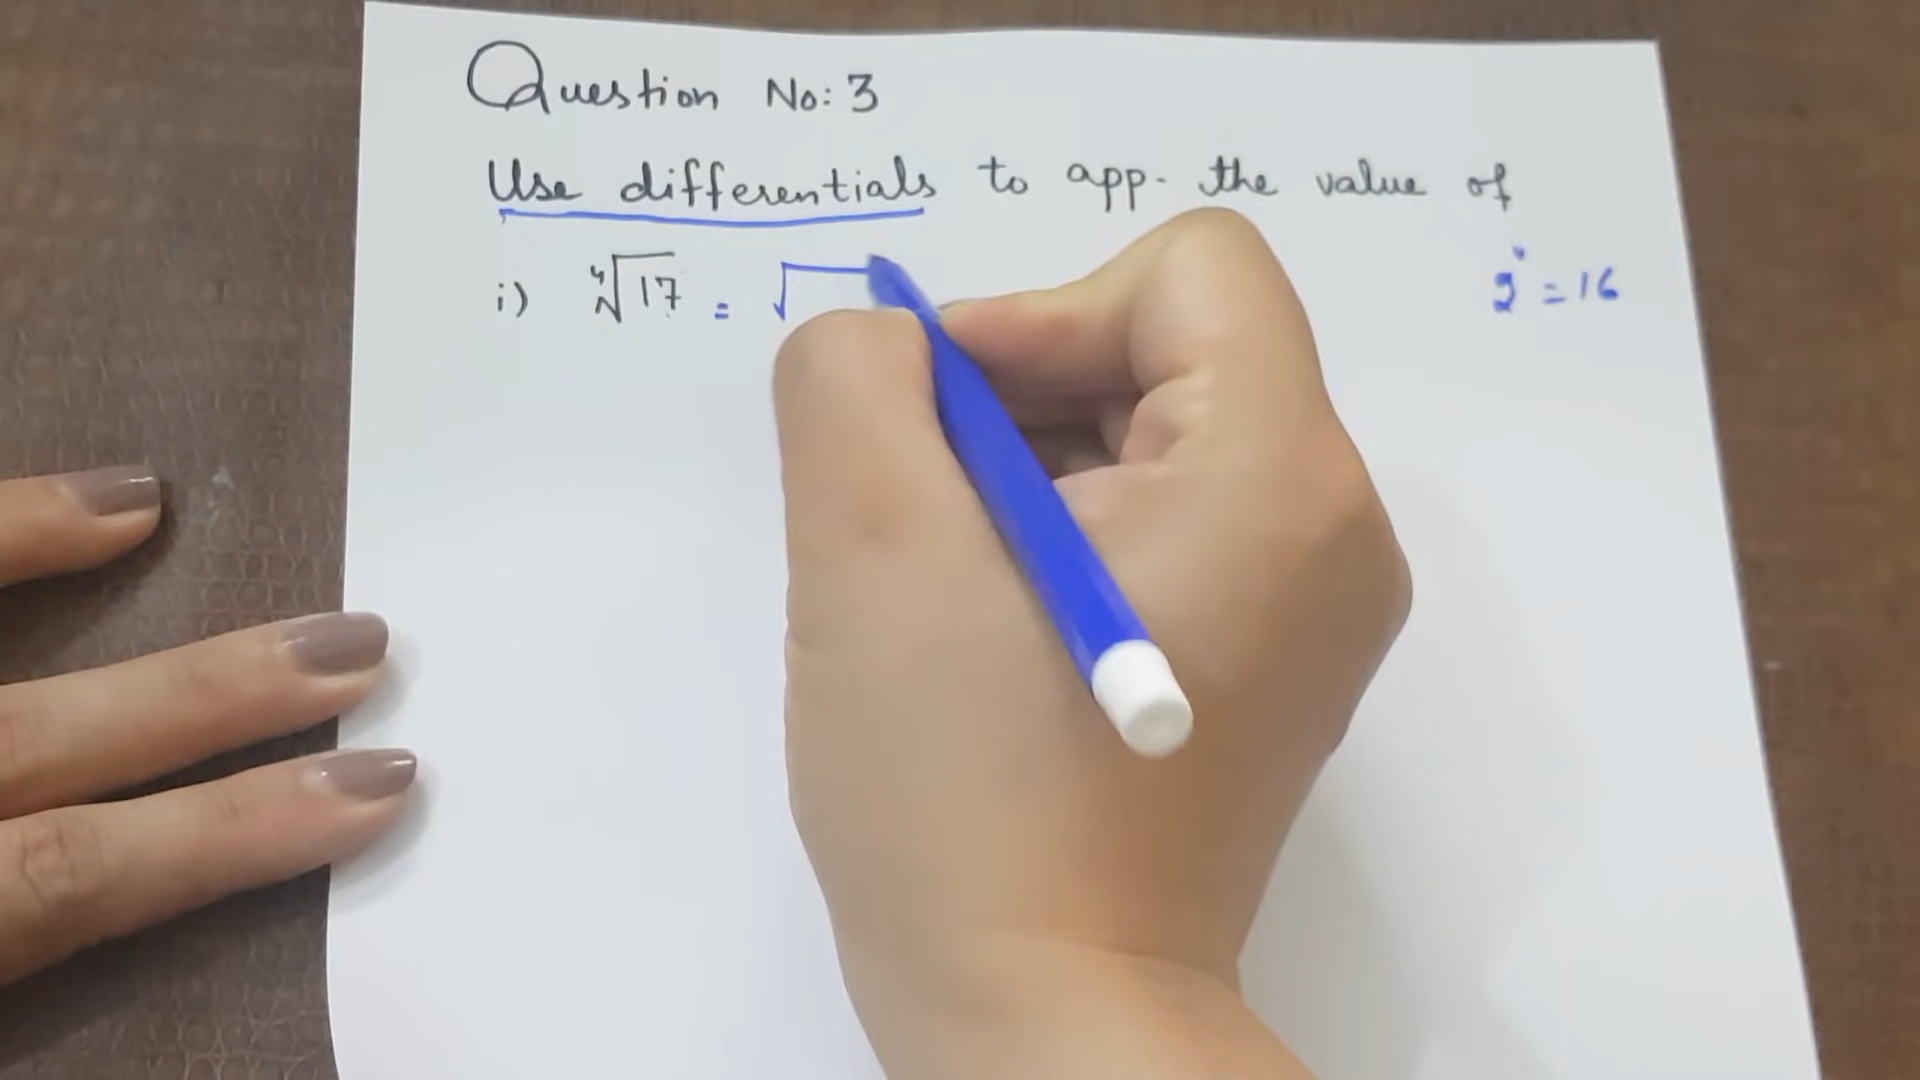 Question No: 3
Use differentials to app. the value of
i) ⁴√17 = √
2⁴ = 16